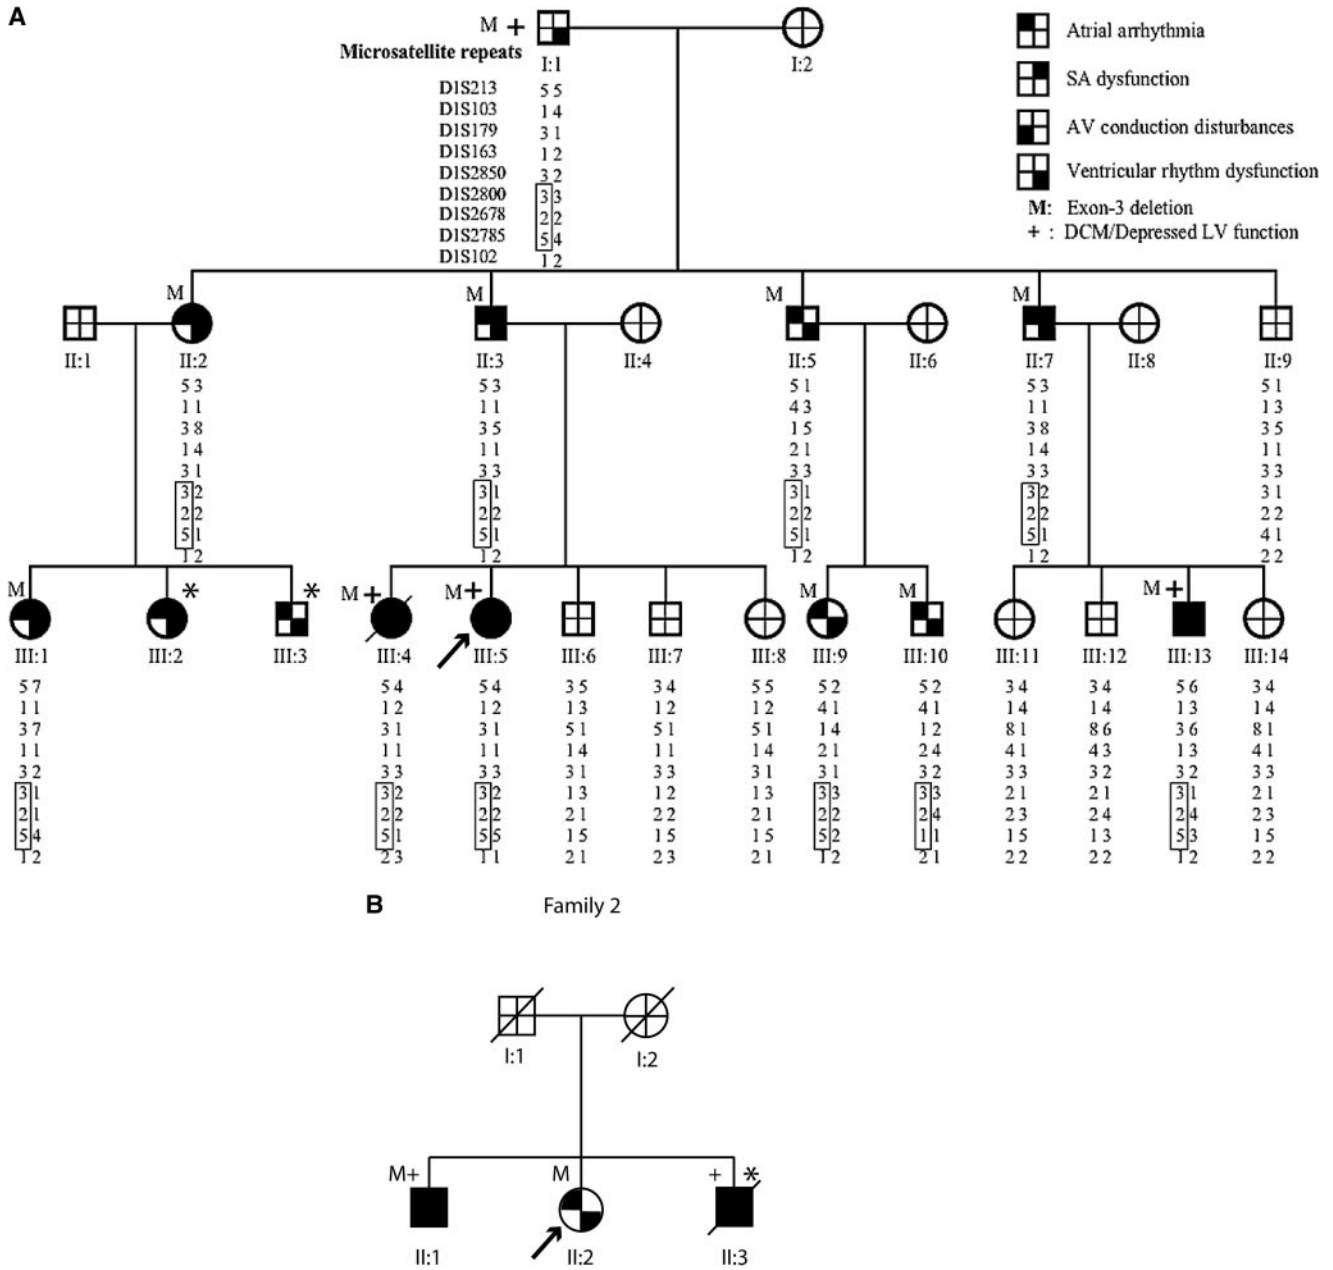 A
M +
Microsatellite repeats
I:1
I:2
Atrial arrhythmia
SA dysfunction
AV conduction disturbances
Ventricular rhythm dysfunction
M: Exon-3 deletion
+ : DCM/Depressed LV function
D1S213 5 5
D1S103 1 4
D1S179 3 1
D1S163 1 2
D1S2850 3 2
D1S2800 3 3
D1S2678 2 2
D1S2785 5 4
D1S102 1 2
M M M M
II:1 II:2 II:3 II:4 II:5 II:6 II:7 II:8 II:9
5 3 5 3 5 1 5 3 5 1
1 1 1 1 4 3 1 1 1 3
3 8 3 5 1 5 3 8 3 5
1 4 1 1 2 1 1 4 1 1
3 1 3 3 3 3 3 3 3 3
3 2 3 1 3 1 3 2 3 1
2 2 2 2 2 2 2 2 2 2
5 1 5 1 5 1 5 1 4 1
1 2 1 2 1 2 1 2 2 2
M * * M + M + M M M +
III:1 III:2 III:3 III:4 III:5 III:6 III:7 III:8 III:9 III:10 III:11 III:12 III:13 III:14
5 7 5 4 5 4 3 5 3 4 5 5 5 2 5 2 3 4 3 4 5 6 3 4
1 1 1 2 1 2 1 3 1 2 1 2 4 1 4 1 1 4 1 4 1 3 1 4
3 7 3 1 3 1 5 1 5 1 5 1 1 4 1 2 8 1 8 6 3 6 8 1
1 1 1 1 1 1 1 4 1 1 1 4 2 1 2 4 4 1 4 3 1 3 4 1
3 2 3 3 3 3 3 1 3 3 3 1 3 1 3 2 3 3 3 2 3 2 3 3
3 1 3 2 3 2 1 3 1 2 1 3 3 3 3 3 2 1 2 1 3 1 2 1
2 1 2 2 2 2 2 1 2 2 2 1 2 2 2 4 2 3 2 4 2 4 2 3
5 4 5 1 5 5 1 5 1 5 1 5 5 2 1 1 1 5 1 3 5 3 1 5
1 2 2 3 1 1 2 1 2 3 2 1 1 2 2 1 2 2 2 2 1 2 2 2
B Family 2
I:1 I:2
M+ M + *
II:1 II:2 II:3